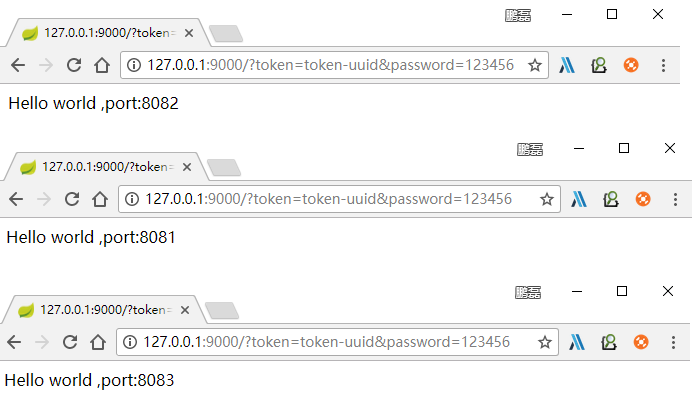 鹏磊
127.0.0.1:9000/?token=
127.0.0.1:9000/?token=token-uuid&password=123456
Hello world ,port:8082
鹏磊
127.0.0.1:9000/?token=
127.0.0.1:9000/?token=token-uuid&password=123456
Hello world ,port:8081
鹏磊
127.0.0.1:9000/?token=
127.0.0.1:9000/?token=token-uuid&password=123456
Hello world ,port:8083